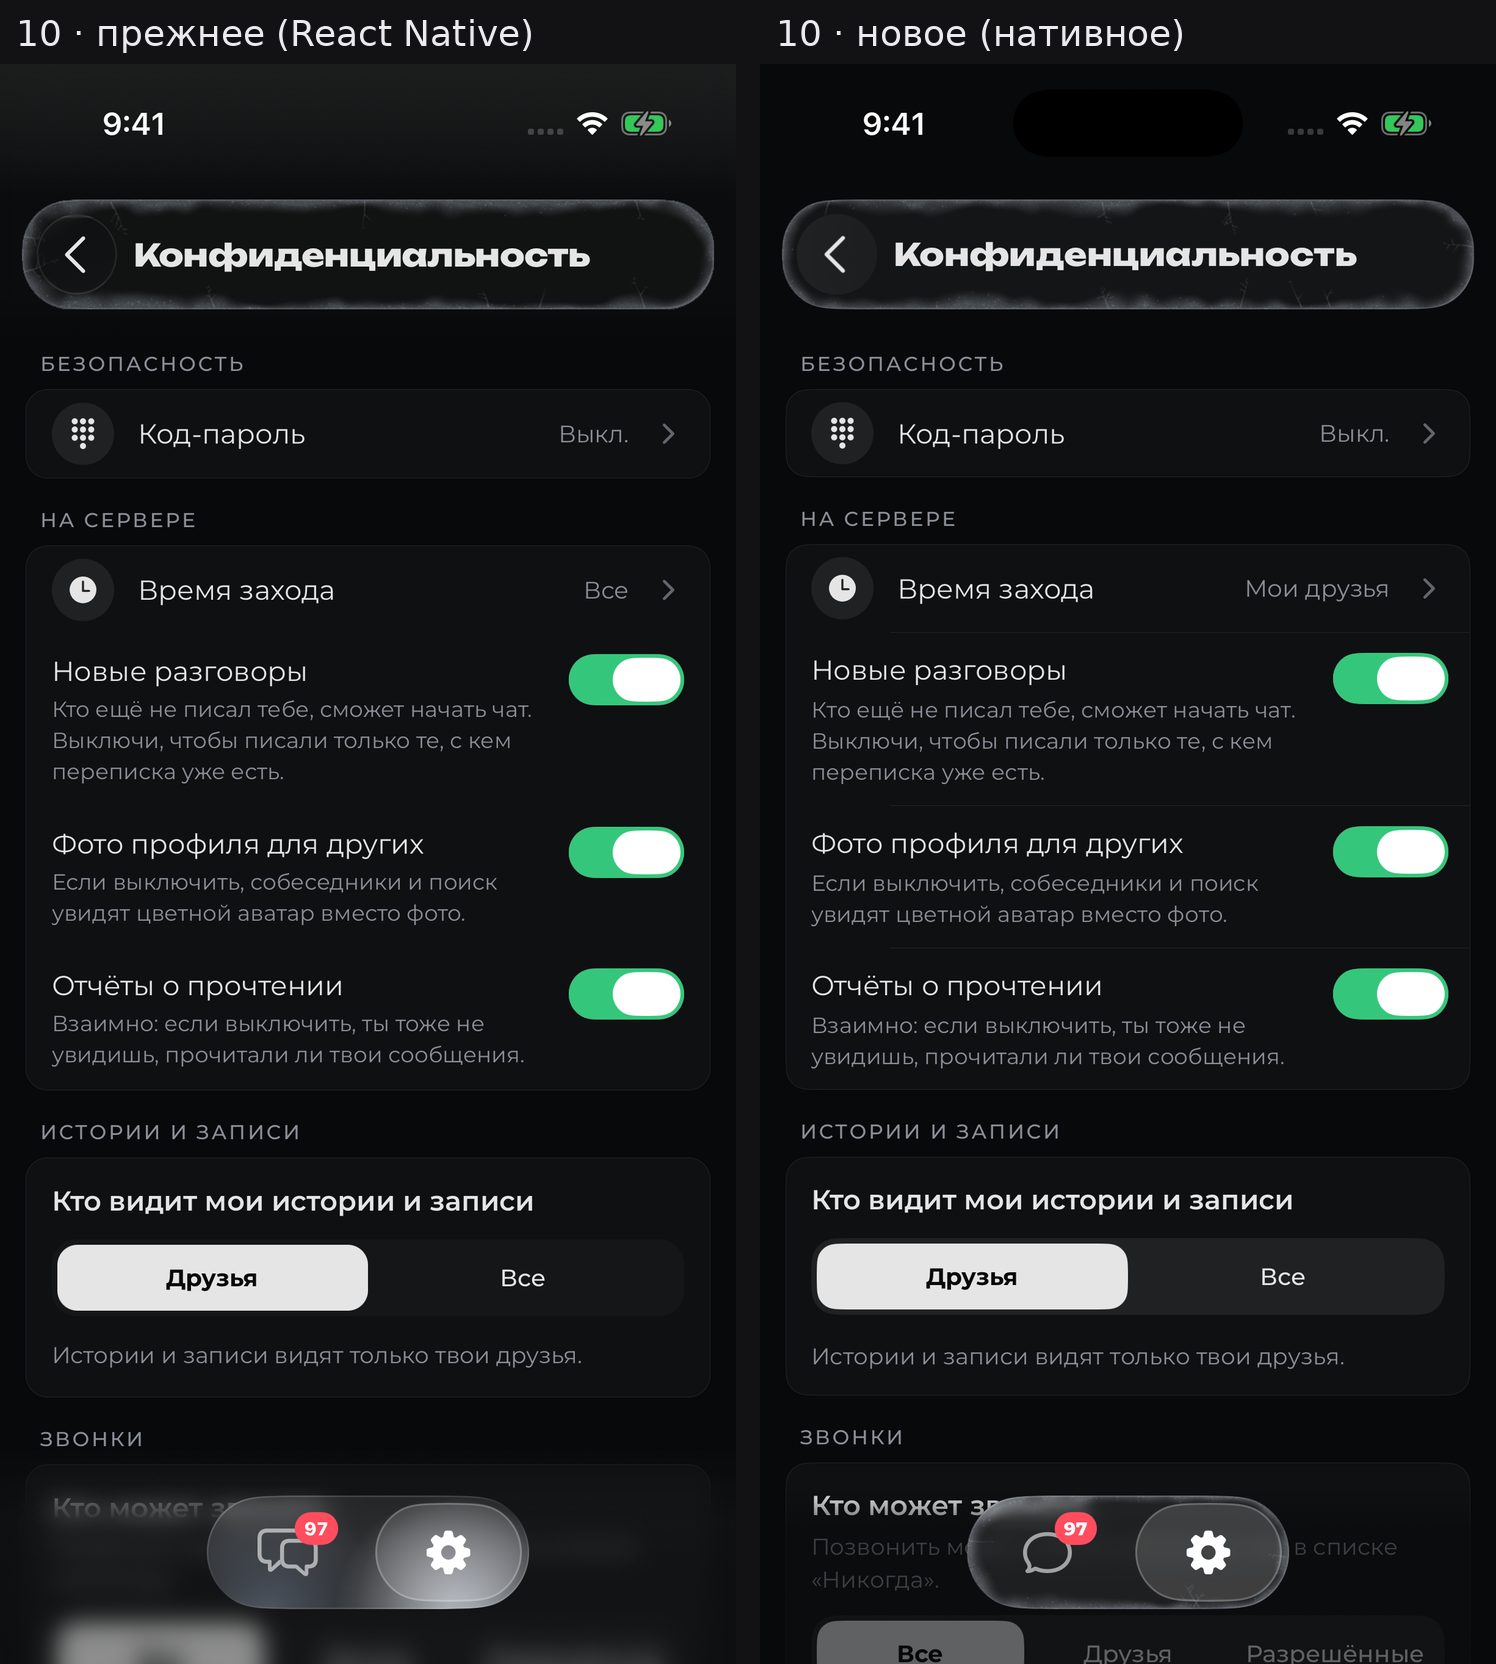 10 · прежнее (React Native)
9:41
Конфиденциальность
БЕЗОПАСНОСТЬ
Код-пароль
Выкл.
НА СЕРВЕРЕ
Время захода
Все
Новые разговоры
Кто ещё не писал тебе, сможет начать чат.
Выключи, чтобы писали только те, с кем
переписка уже есть.
Фото профиля для других
Если выключить, собеседники и поиск
увидят цветной аватар вместо фото.
Отчёты о прочтении
Взаимно: если выключить, ты тоже не
увидишь, прочитали ли твои сообщения.
ИСТОРИИ И ЗАПИСИ
Кто видит мои истории и записи
Друзья
Все
Истории и записи видят только твои друзья.
ЗВОНКИ
Кто может
97
10 · новое (нативное)
9:41
Конфиденциальность
БЕЗОПАСНОСТЬ
Код-пароль
Выкл.
НА СЕРВЕРЕ
Время захода
Мои друзья
Новые разговоры
Кто ещё не писал тебе, сможет начать чат.
Выключи, чтобы писали только те, с кем
переписка уже есть.
Фото профиля для других
Если выключить, собеседники и поиск
увидят цветной аватар вместо фото.
Отчёты о прочтении
Взаимно: если выключить, ты тоже не
увидишь, прочитали ли твои сообщения.
ИСТОРИИ И ЗАПИСИ
Кто видит мои истории и записи
Друзья
Все
Истории и записи видят только твои друзья.
ЗВОНКИ
Кто может
97
Позвонить
в списке
«Никогда».
Все
Друзья
Разрешённые